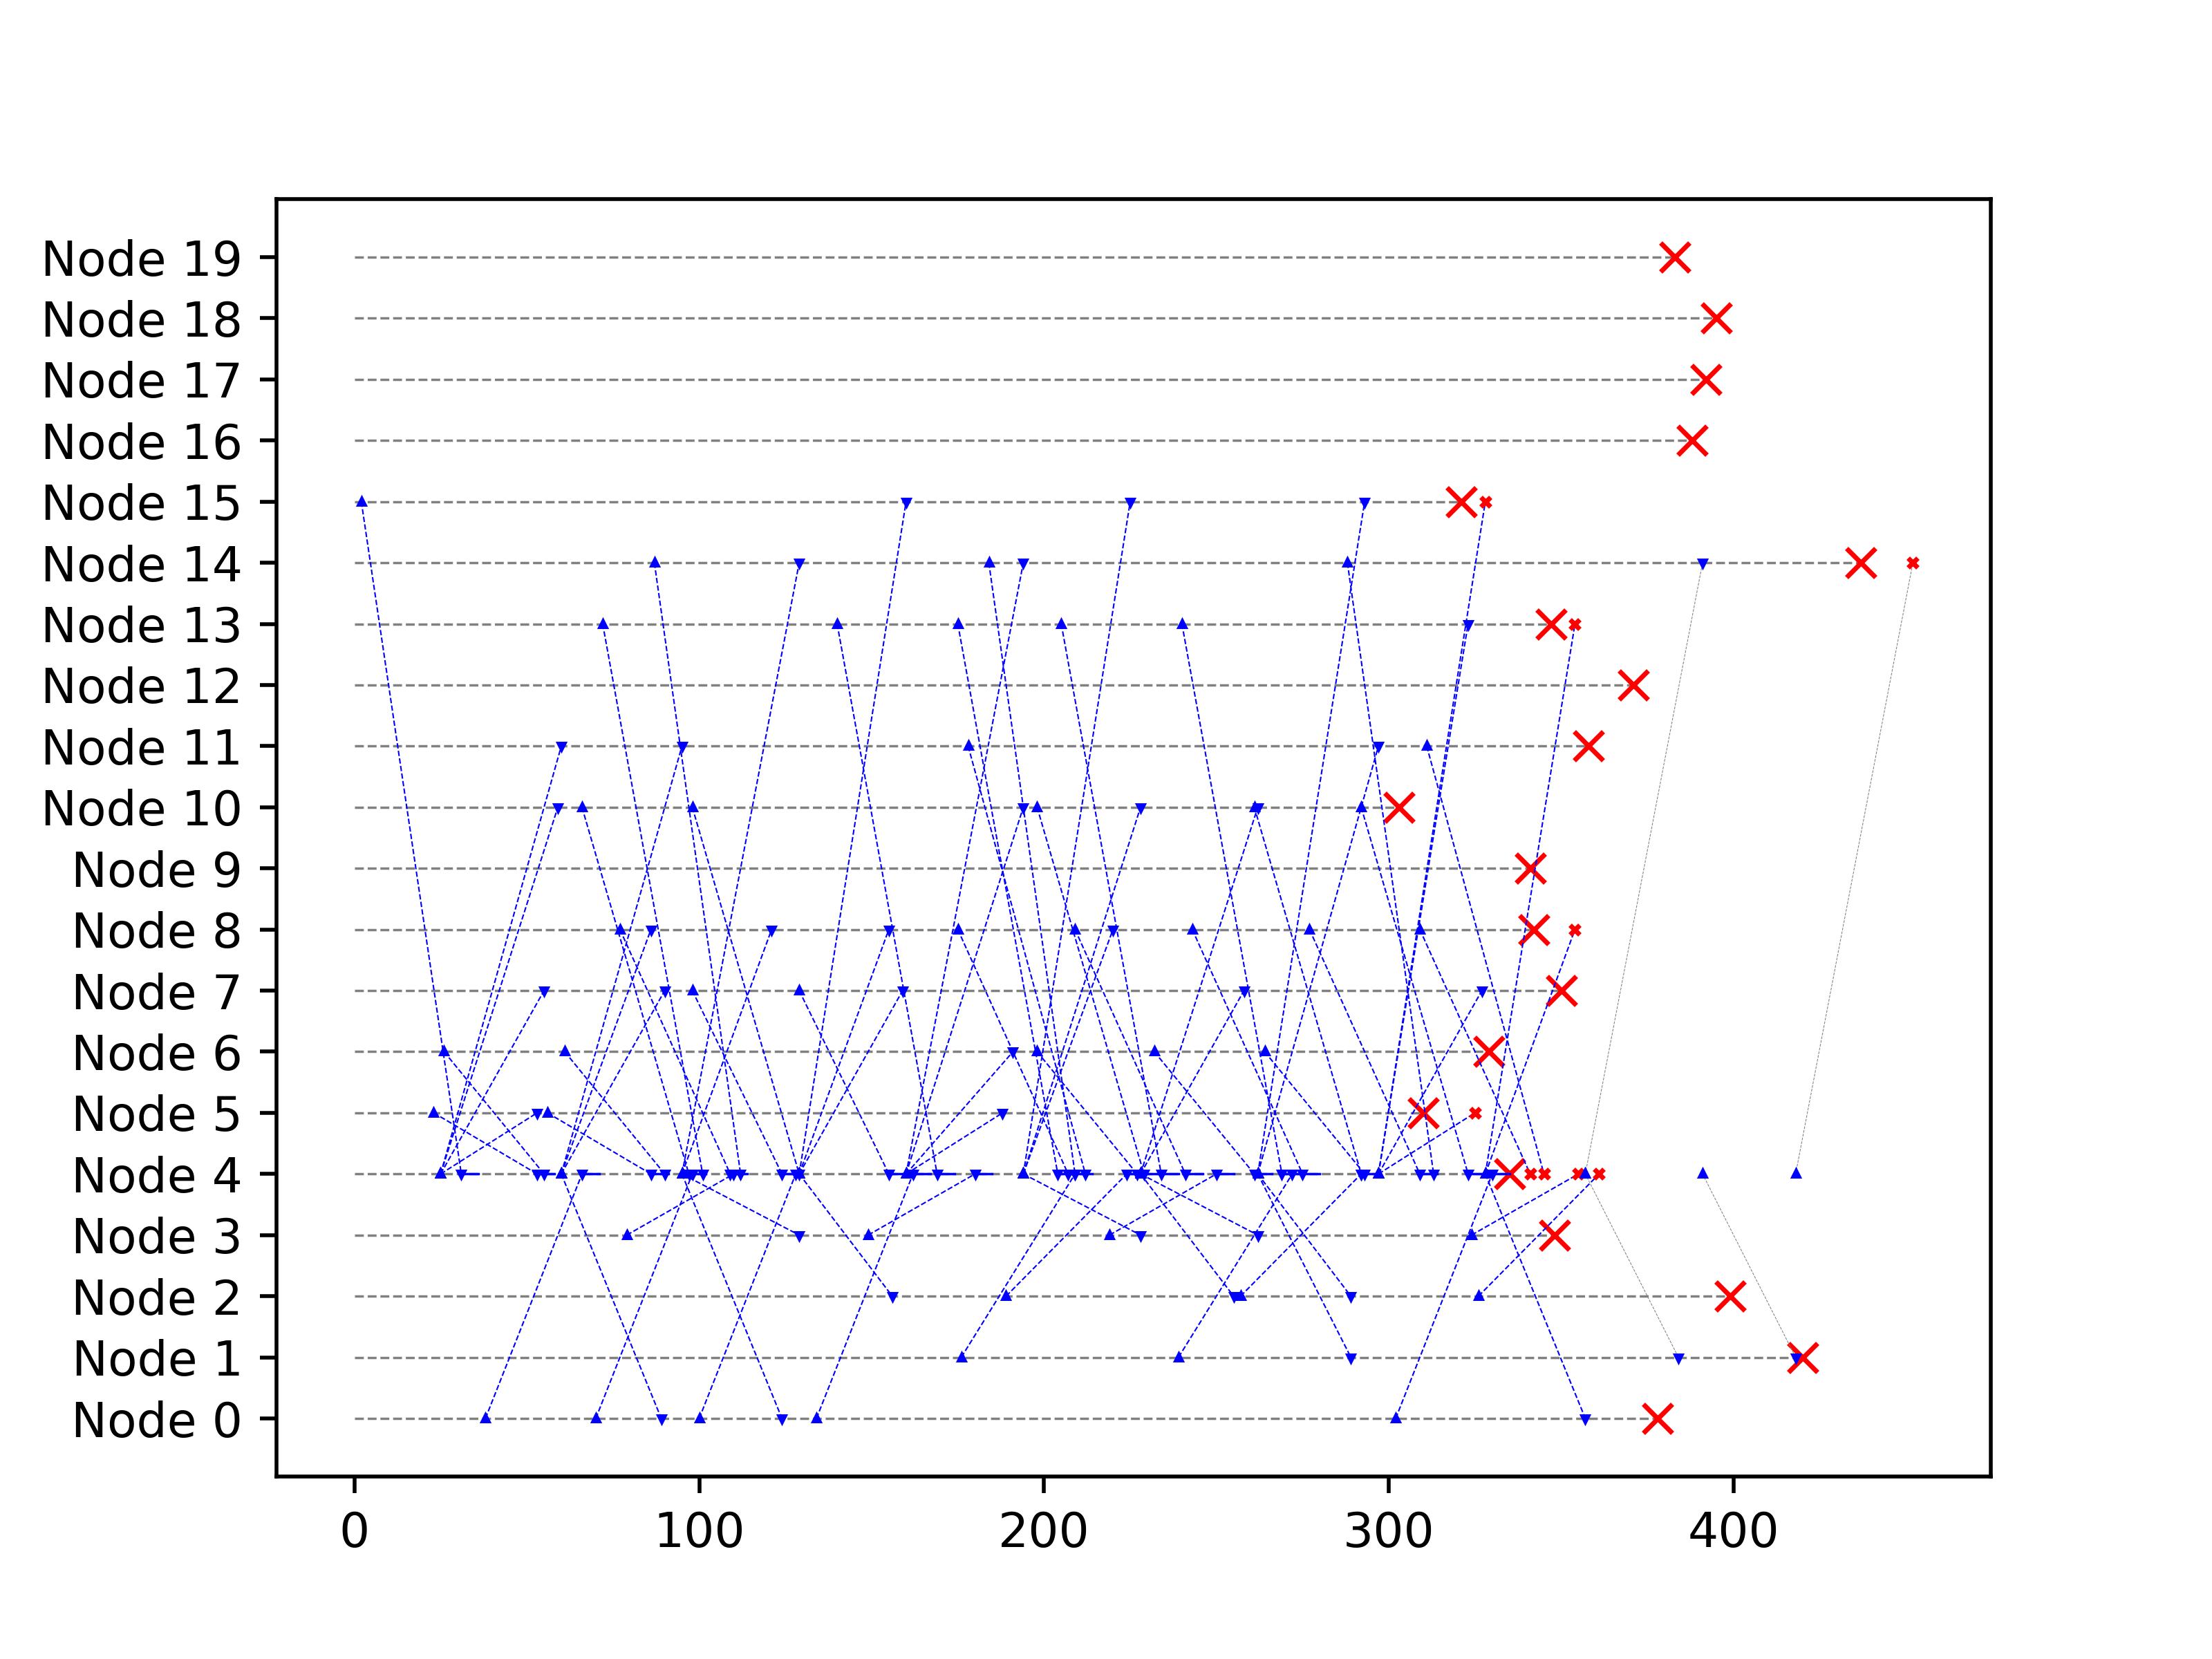 Node 19
Node 18
Node 17
Node 16
Node 15
Node 14
Node 13
Node 12
Node 11
Node 10
Node 9
Node 8
Node 7
Node 6
Node 5
Node 4
Node 3
Node 2
Node 1
Node 0
0 100 200 300 400